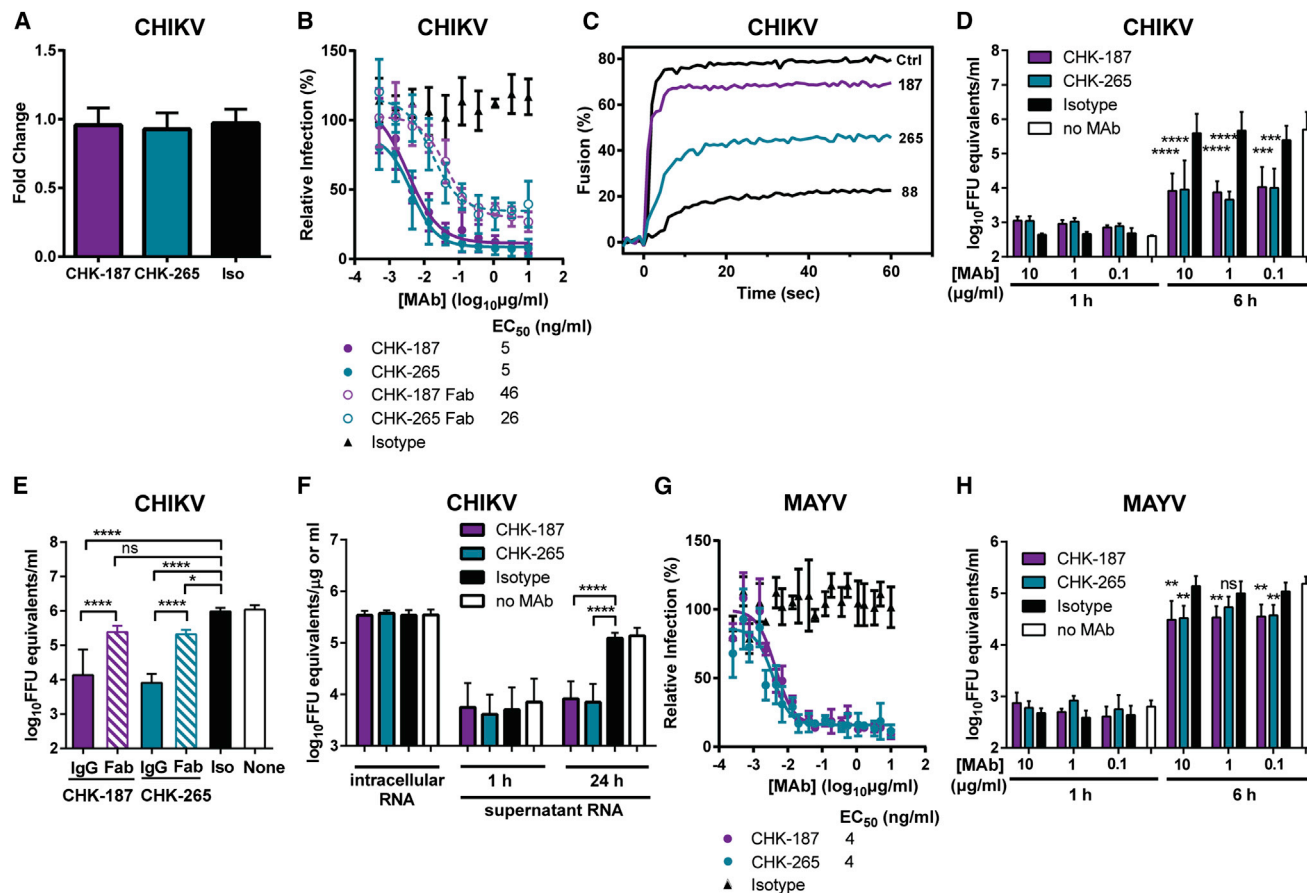 A
CHIKV
Fold Change
1.5
1.0
0.5
0.0
CHK-187 CHK-265 Iso
B
CHIKV
Relative Infection (%)
150
100
50
0
-4 -3 -2 -1 0 1 2
[MAb] (log10µg/ml)
EC50 (ng/ml)
CHK-187 5
CHK-265 5
CHK-187 Fab 46
CHK-265 Fab 26
Isotype
C
CHIKV
Fusion (%)
80
60
40
20
0
Ctrl
187
265
88
0 20 40 60
Time (sec)
D
CHIKV
log10FFU equivalents/ml
7
6
5
4
3
2
CHK-187
CHK-265
Isotype
no MAb
**** **** ***
**** **** ***
[MAb] 10 1 0.1 10 1 0.1
(µg/ml) 1 h 6 h
E
CHIKV
log10FFU equivalents/ml
8
7
6
5
4
3
2
****
ns
****
*
**** ****
IgG Fab IgG Fab Iso None
CHK-187 CHK-265
F
CHIKV
log10FFU equivalents/µg or ml
6
5
4
3
CHK-187
CHK-265
Isotype
no MAb
****
****
intracellular RNA
1 h 24 h
supernatant RNA
G
MAYV
Relative Infection (%)
150
100
50
0
-4 -3 -2 -1 0 1 2
[MAb] (log10µg/ml)
EC50 (ng/ml)
CHK-187 4
CHK-265 4
Isotype
H
MAYV
log10FFU equivalents/ml
6
5
4
3
2
CHK-187
CHK-265
Isotype
no MAb
** ns **
** ** **
[MAb] 10 1 0.1 10 1 0.1
(µg/ml) 1 h 6 h